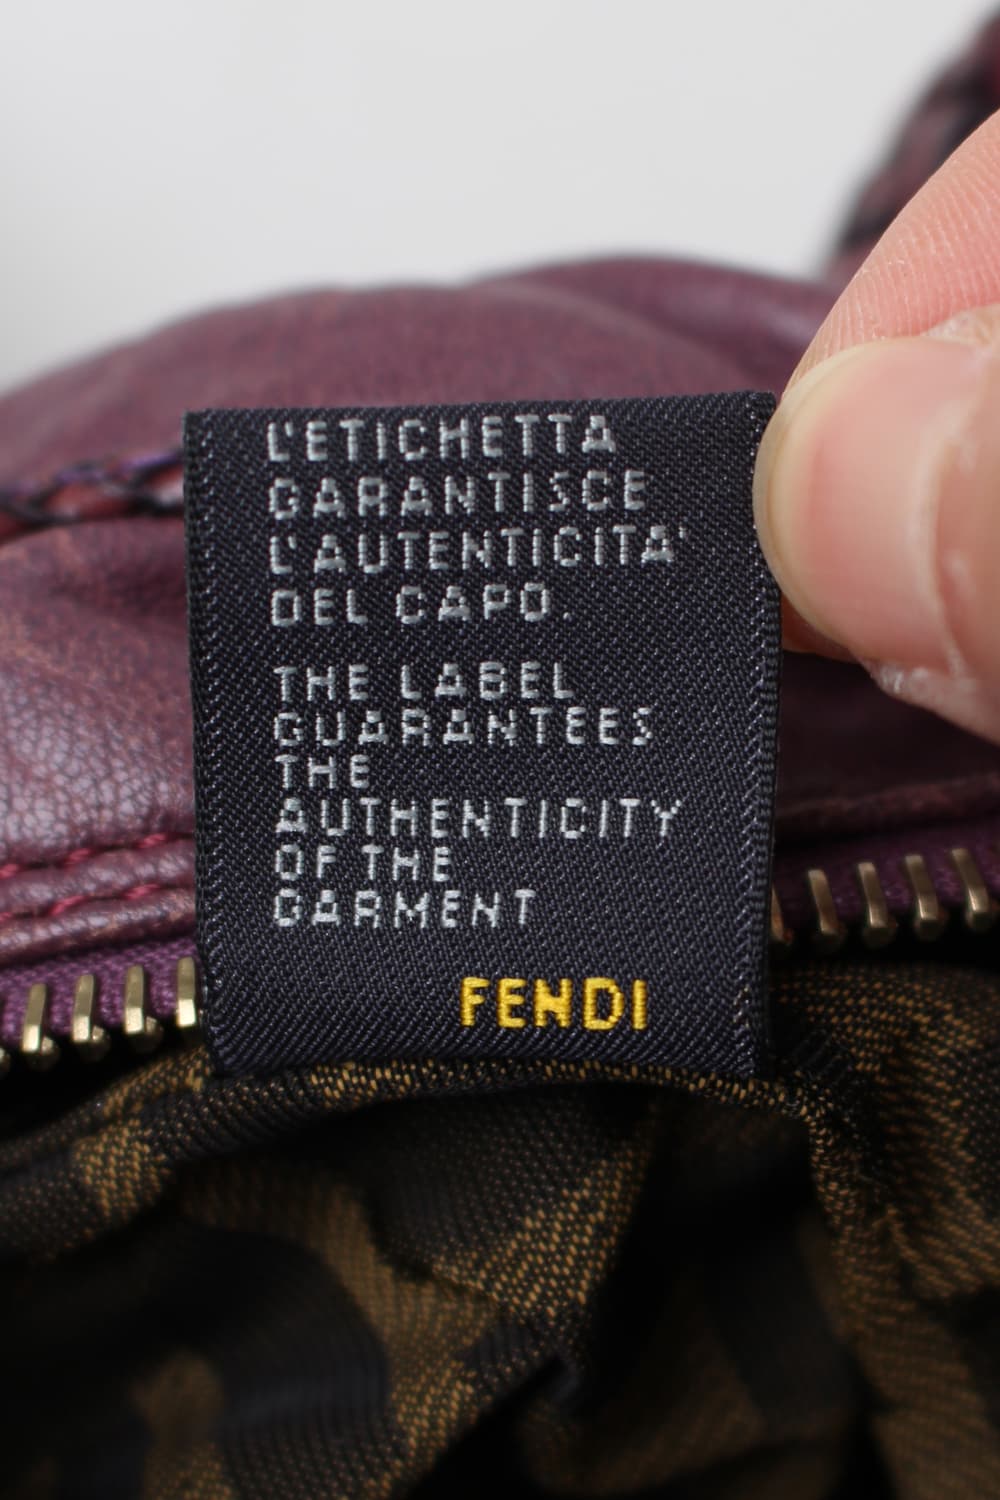 L'ETICHETTA
GARANTISCE
L'AUTENTICITA'
DEL CAPO.
THE LABEL
GUARANTEES
THE
AUTHENTICITY
OF THE
GARMENT
FENDI